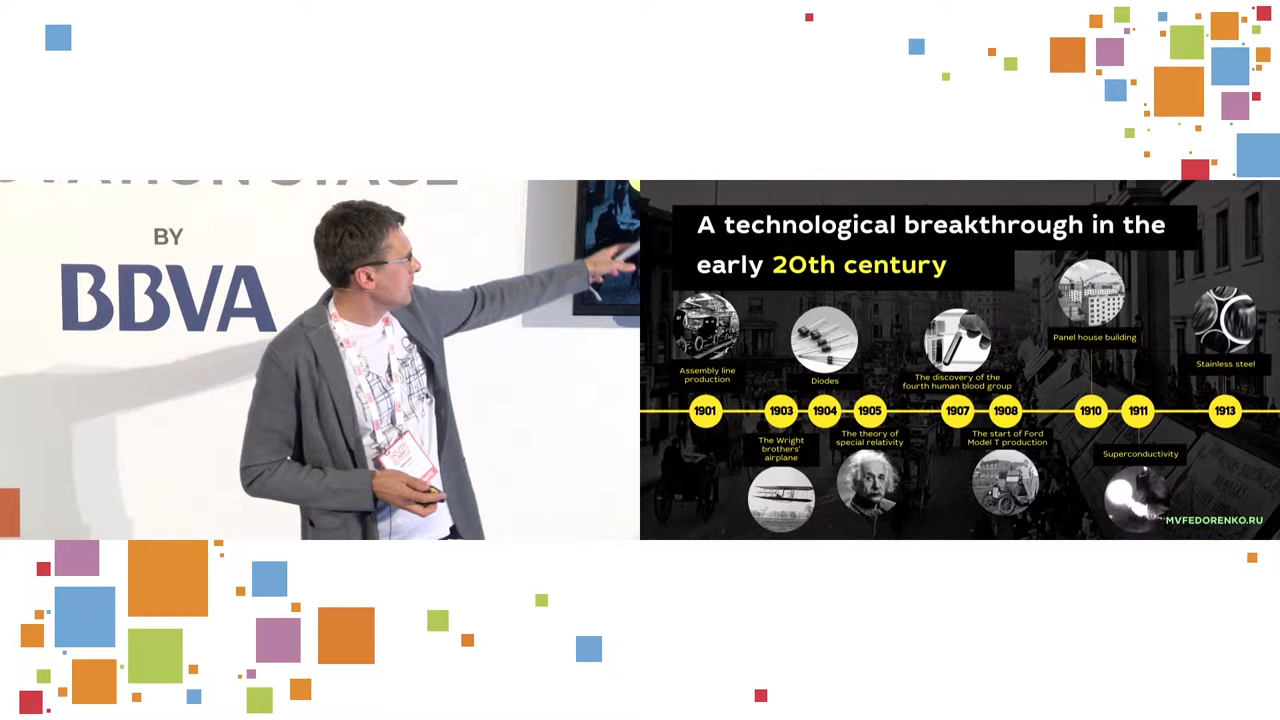 BY
BBVA
A technological breakthrough in the
early 20th century
Assembly line
production
Diodes
The discovery of the
fourth human blood group
Panel house building
Stainless steel
1901
1903
1904
1905
1907
1908
1910
1911
1913
The Wright
brothers'
airplane
The theory of
special relativity
The start of Ford
Model T production
Superconductivity
MVFEDORENKO.RU